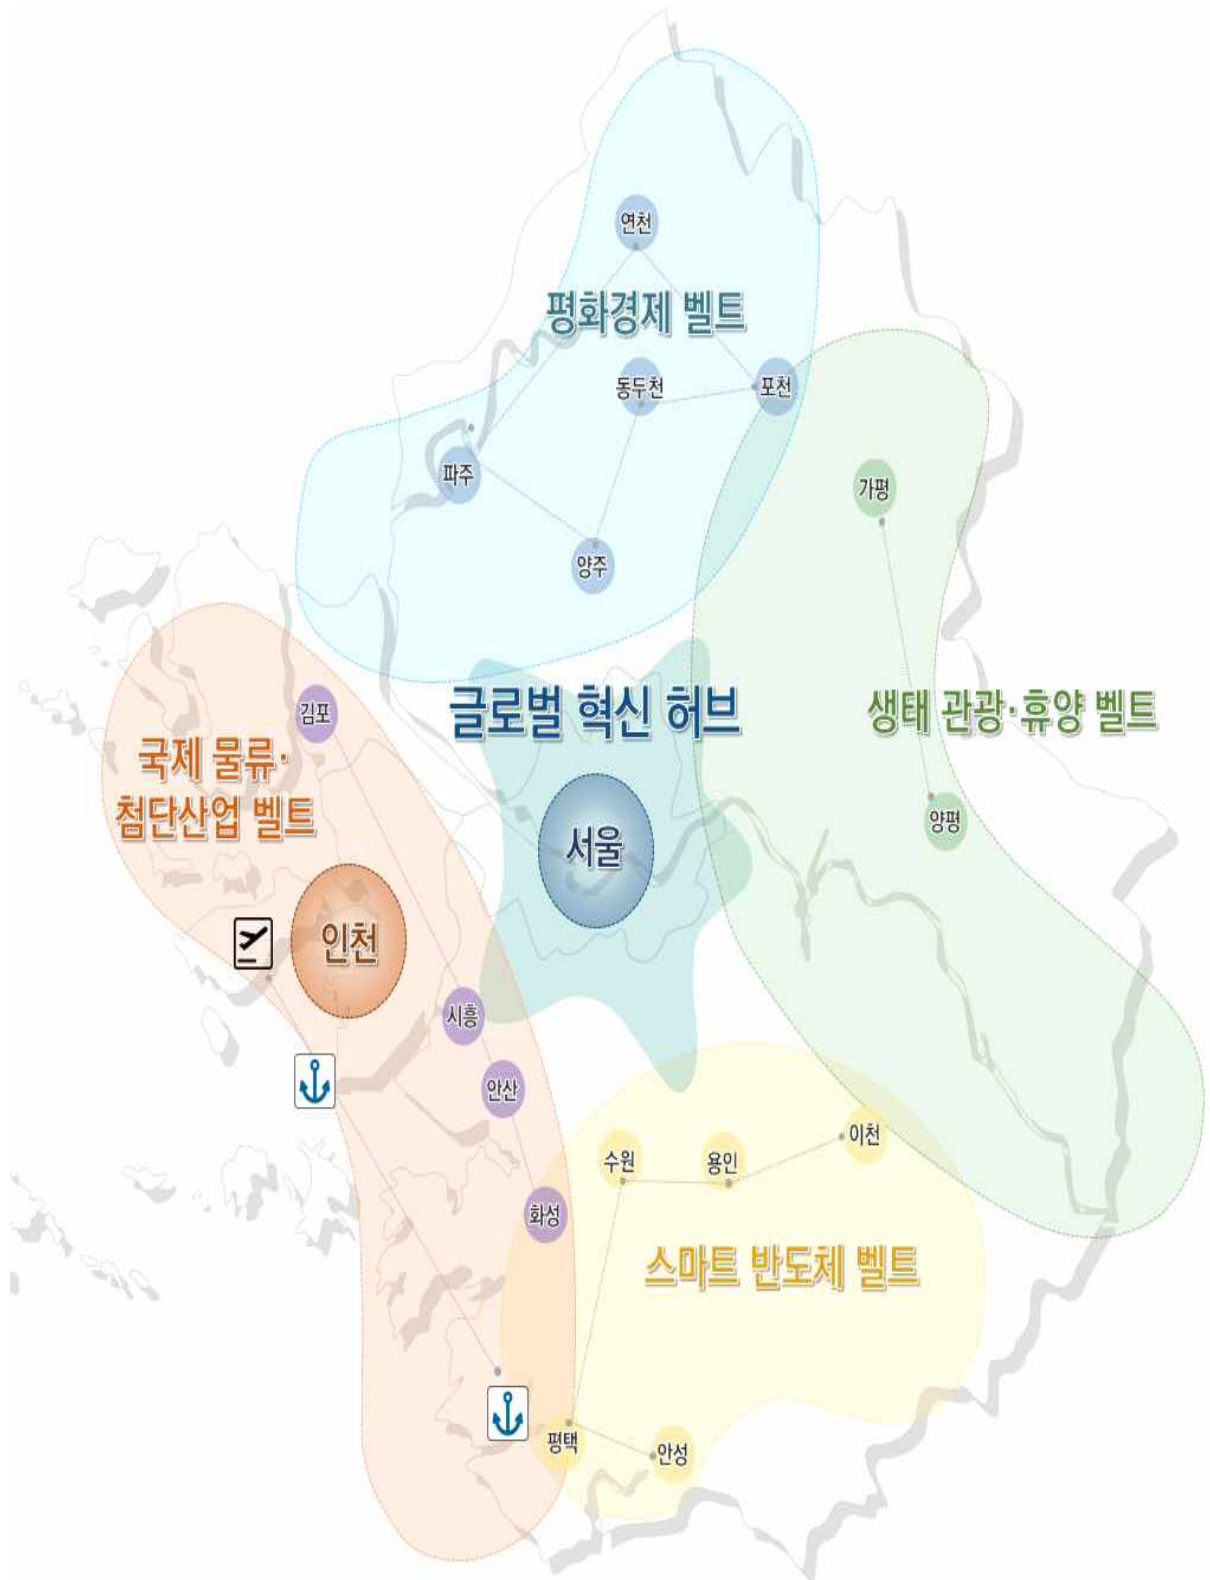 연천
평화경제 벨트
동두천
포천
파주
가평
양주
글로벌 혁신 허브
생태 관광·휴양 벨트
김포
국제 물류·
첨단산업 벨트
서울
양평
인천
시흥
안산
이천
수원
용인
화성
스마트 반도체 벨트
평택
안성